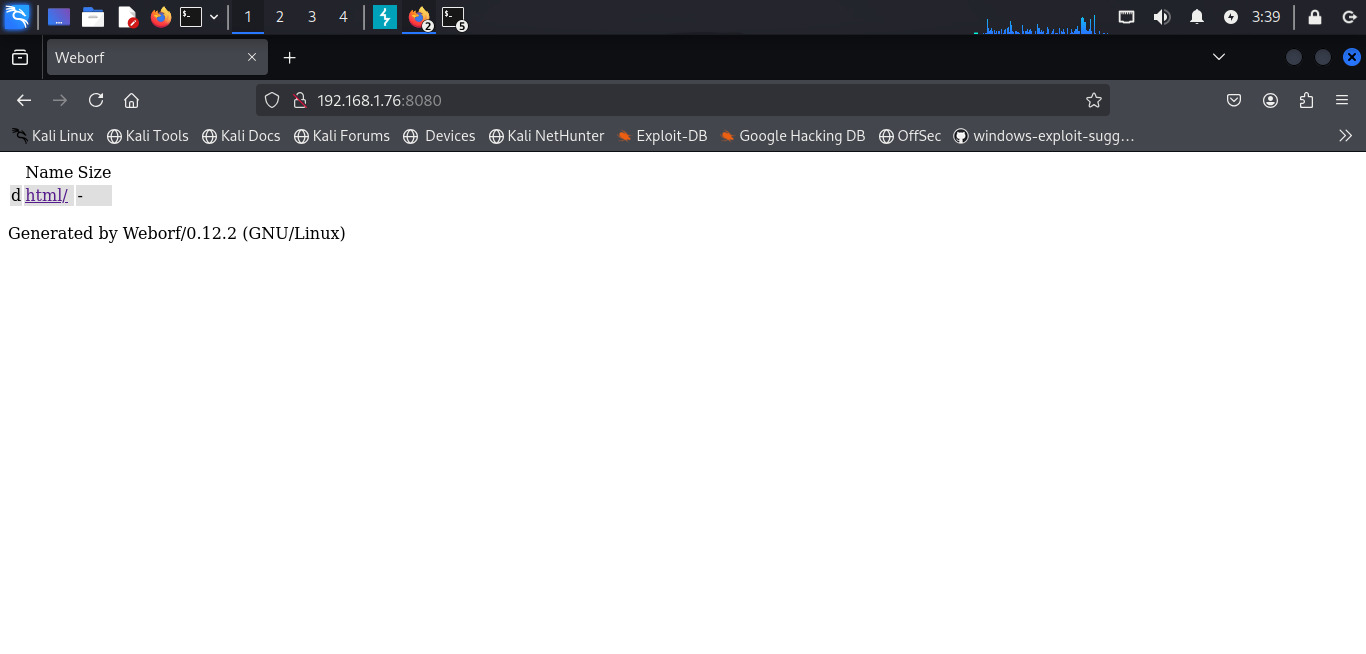 1 2 3 4 2 5 3:39
Weborf
192.168.1.76:8080
Kali Linux Kali Tools Kali Docs Kali Forums Devices Kali NetHunter Exploit-DB Google Hacking DB OffSec windows-exploit-sugg...
Name Size
d html/ -
Generated by Weborf/0.12.2 (GNU/Linux)